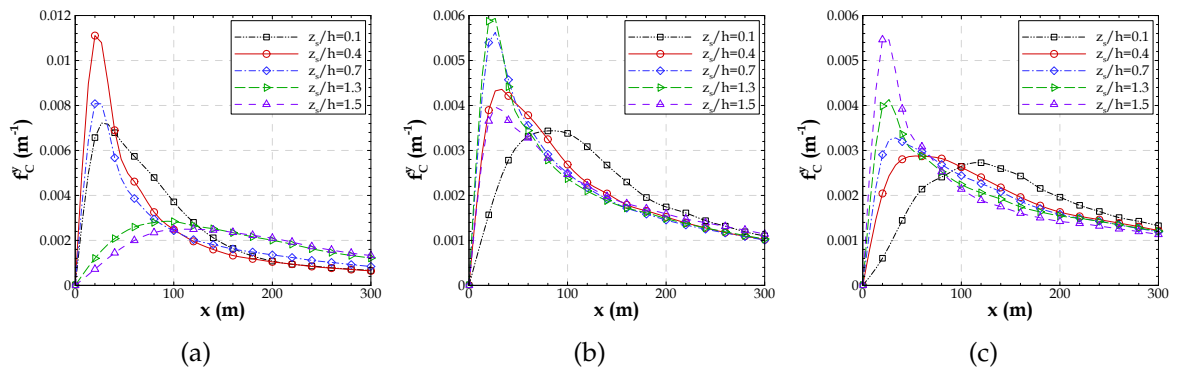 0.012
0.01
0.008
0.006
0.004
0.002
0
f_C^y (m^-1)
0
100
200
300
x (m)
z_s/h=0.1
z_s/h=0.4
z_s/h=0.7
z_s/h=1.3
z_s/h=1.5
(a)
0.006
0.005
0.004
0.003
0.002
0.001
0
f_C^y (m^-1)
0
100
200
300
x (m)
z_s/h=0.1
z_s/h=0.4
z_s/h=0.7
z_s/h=1.3
z_s/h=1.5
(b)
0.006
0.005
0.004
0.003
0.002
0.001
0
f_C^y (m^-1)
0
100
200
300
x (m)
z_s/h=0.1
z_s/h=0.4
z_s/h=0.7
z_s/h=1.3
z_s/h=1.5
(c)